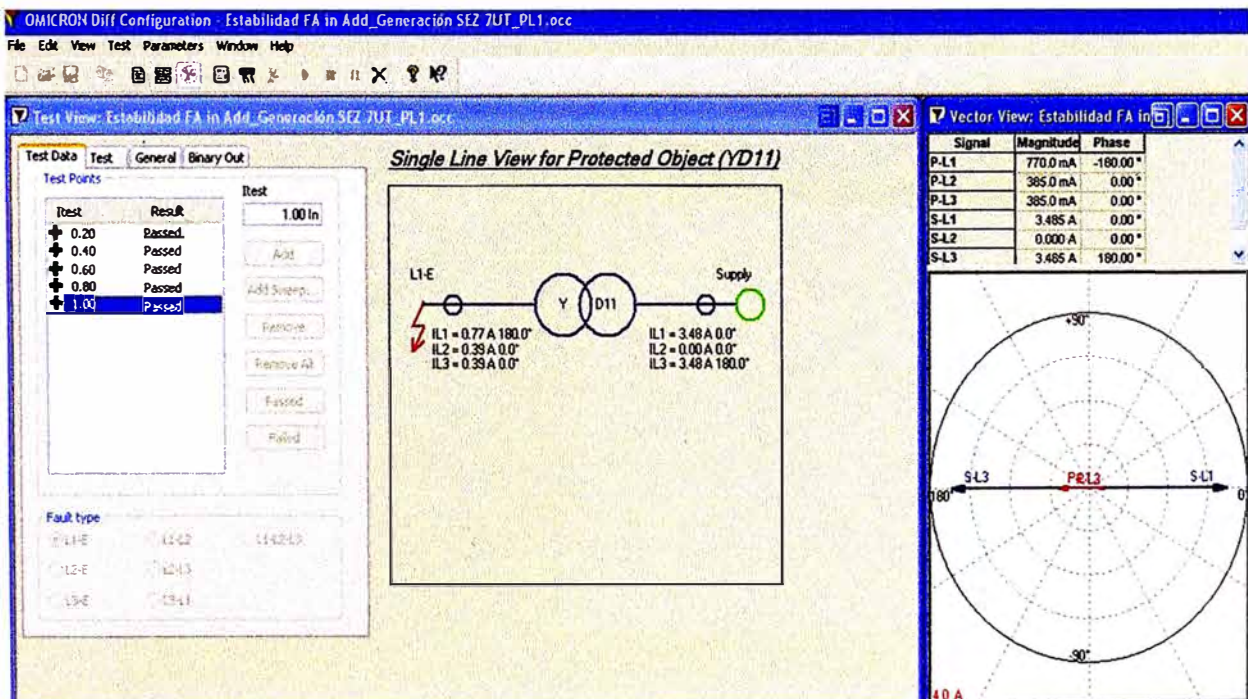 OMICRON Diff Configuration - Estabilidad FA in Add_Generación SEZ 7UT_PL1.occ
File Edit View Test Parameters Window Help
Test View: Estabilidad FA in Add_Generación SEZ 7UT_PL1.occ
Test Data Test General Binary Out
Test Points
Itest Result
0.20 Passed
0.40 Passed
0.60 Passed
0.80 Passed
1.00 Passed
Itest
1.00 In
Add
Add Sweep...
Remove
Remove All
Passed
Failed
Fault type
L1-E L1-L2 L1-L2-L3
L2-E L2-L3
L3-E L3-L1
Single Line View for Protected Object (YD11)
L1-E
Supply
Y D11
IL1 = 0.77 A 180.0°
IL2 = 0.39 A 0.0°
IL3 = 0.39 A 0.0°
IL1 = 3.48 A 0.0°
IL2 = 0.00 A 0.0°
IL3 = 3.48 A 180.0°
Vector View: Estabilidad FA in
Signal Magnitude Phase
P-L1 770.0 mA -180.00 °
P-L2 385.0 mA 0.00 °
P-L3 385.0 mA 0.00 °
S-L1 3.485 A 0.00 °
S-L2 0.000 A 0.00 °
S-L3 3.485 A 180.00 °
+90°
S-L3 S-L1
180° 0°
-90°
4.0 A